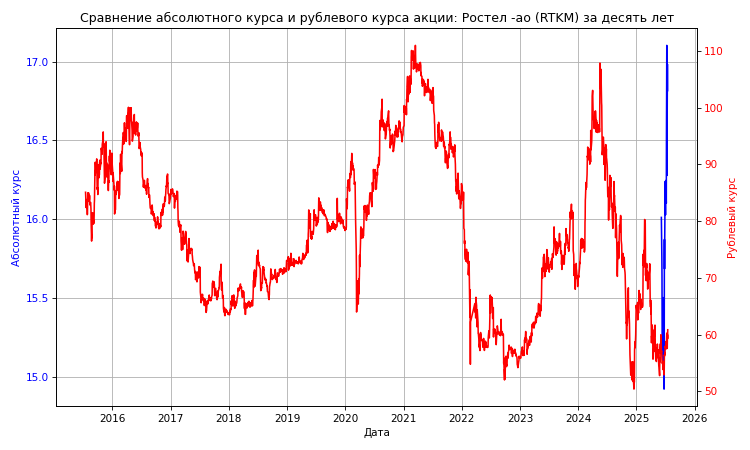 Сравнение абсолютного курса и рублевого курса акции: Ростел -ао (RTKM) за десять лет
17.0
16.5
16.0
15.5
15.0
Абсолютный курс
110
100
90
80
70
60
50
Рублевый курс
2016 2017 2018 2019 2020 2021 2022 2023 2024 2025 2026
Дата